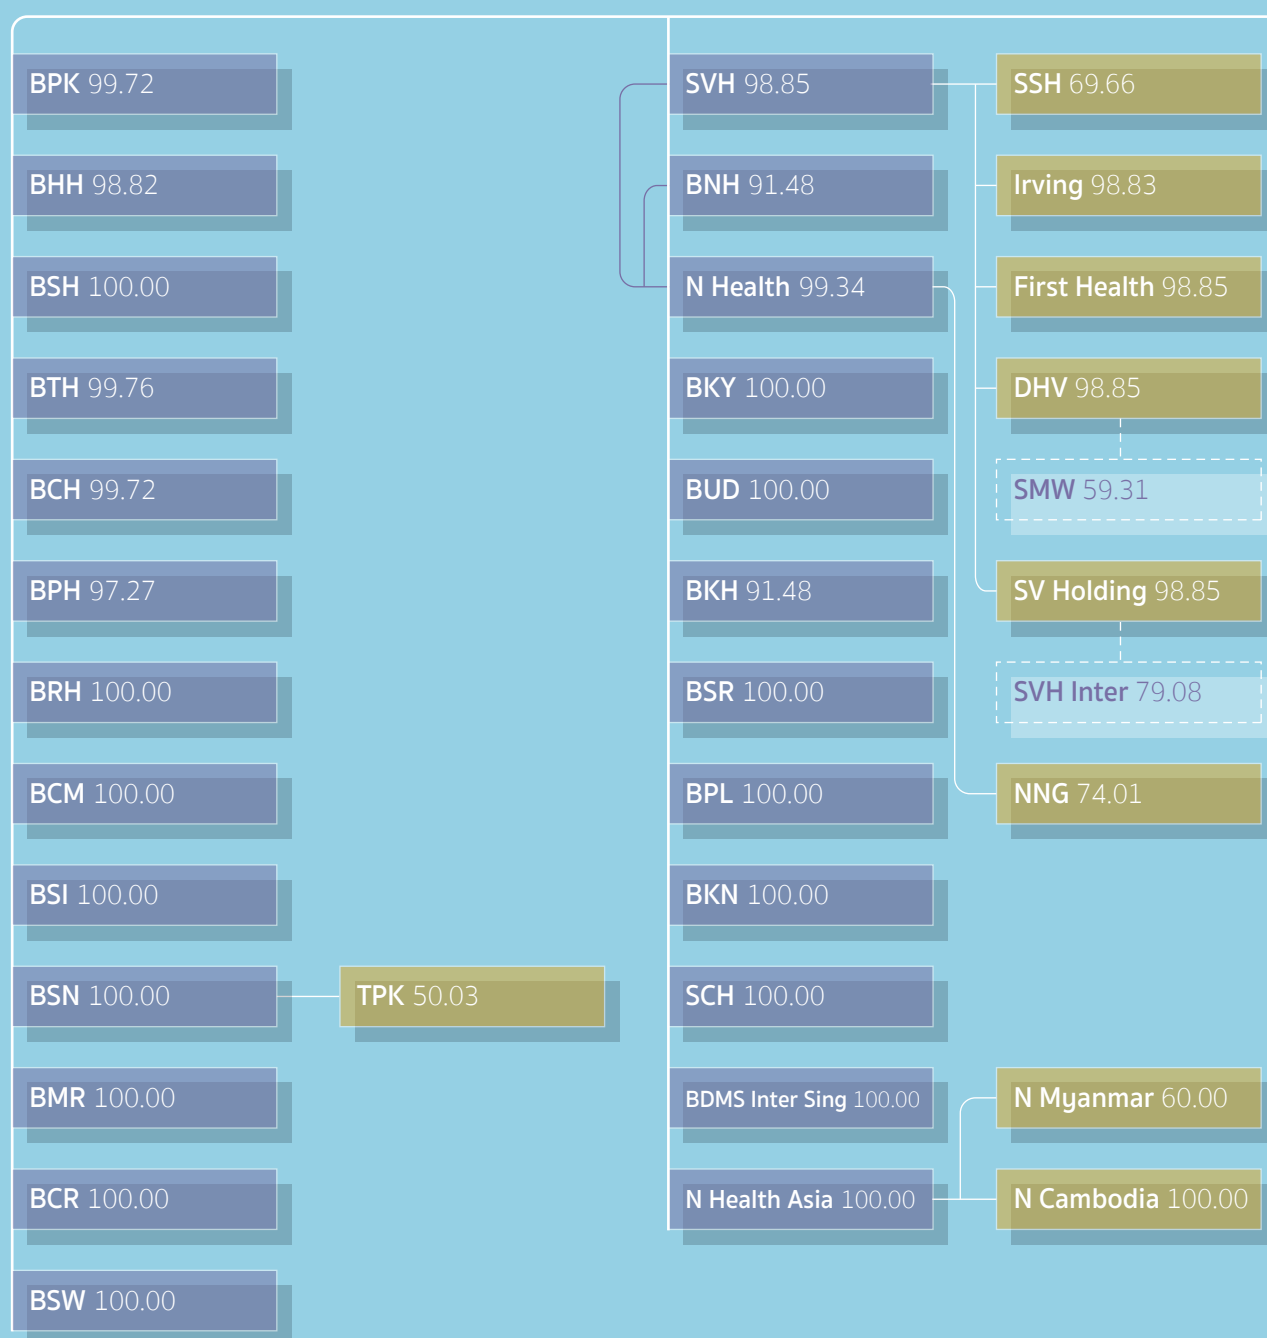 BPK 99.72
BHH 98.82
BSH 100.00
BTH 99.76
BCH 99.72
BPH 97.27
BRH 100.00
BCM 100.00
BSI 100.00
BSN 100.00
TPK 50.03
BMR 100.00
BCR 100.00
BSW 100.00
SVH 98.85
BNH 91.48
N Health 99.34
BKY 100.00
BUD 100.00
BKH 91.48
BSR 100.00
BPL 100.00
BKN 100.00
SCH 100.00
BDMS Inter Sing 100.00
N Health Asia 100.00
SSH 69.66
Irving 98.83
First Health 98.85
DHV 98.85
SMW 59.31
SV Holding 98.85
SVH Inter 79.08
NNG 74.01
N Myanmar 60.00
N Cambodia 100.00